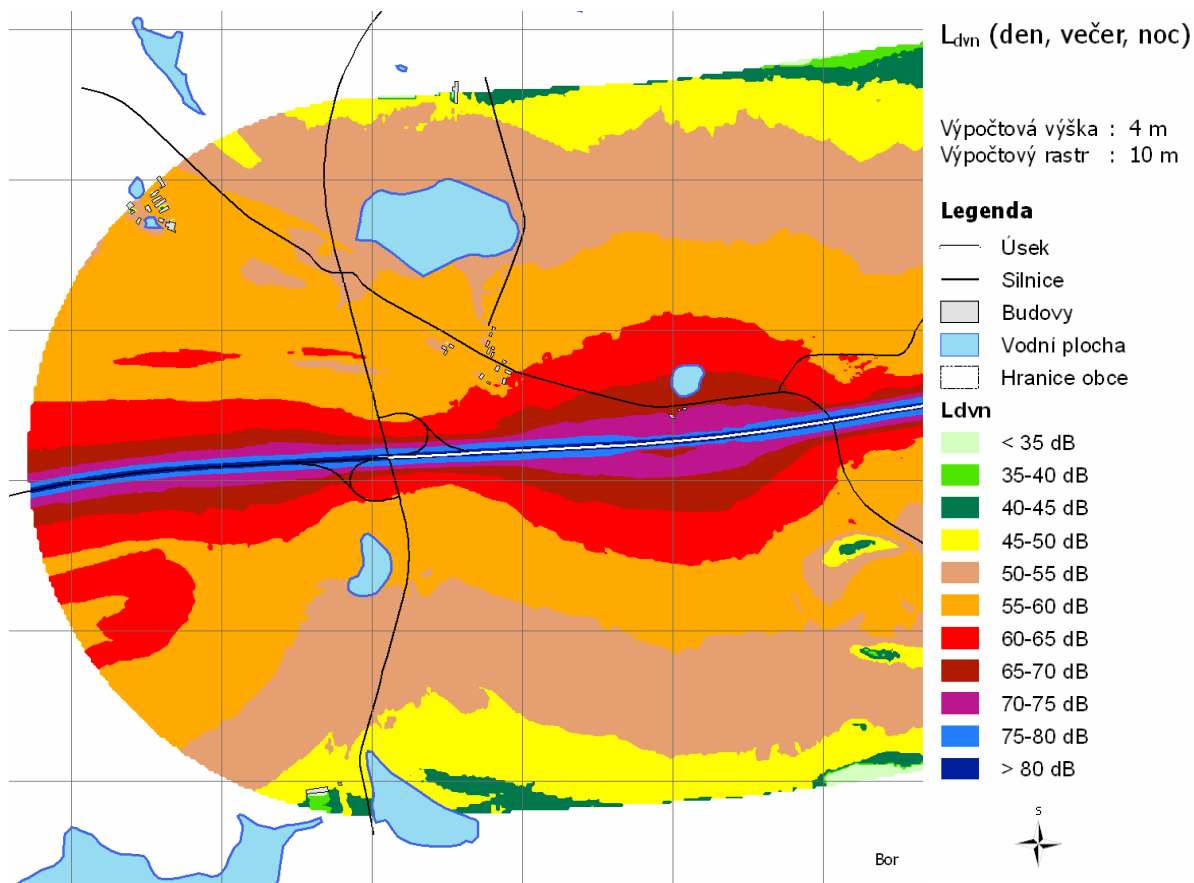 Ldvn (den, večer, noc)
Výpočtová výška : 4 m
Výpočtový rastr : 10 m
Legenda
Úsek
Silnice
Budovy
Vodní plocha
Hranice obce
Ldvn
< 35 dB
35-40 dB
40-45 dB
45-50 dB
50-55 dB
55-60 dB
60-65 dB
65-70 dB
70-75 dB
75-80 dB
> 80 dB
S
Bor